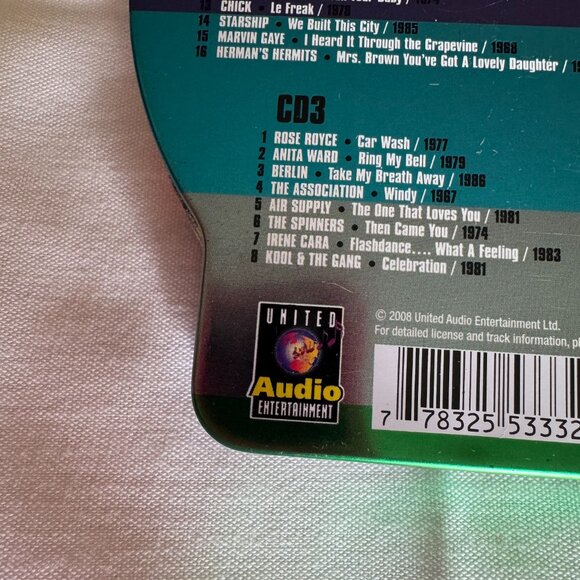 13 CHICK • Le Freak / 1978
14 STARSHIP • We Built This City / 1985
15 MARVIN GAYE • I Heard It Through the Grapevine / 1968
16 HERMAN'S HERMITS • Mrs. Brown You've Got A Lovely Daughter /
CD3
1 ROSE ROYCE • Car Wash / 1977
2 ANITA WARD • Ring My Bell / 1979
3 BERLIN • Take My Breath Away / 1986
4 THE ASSOCIATION • Windy / 1967
5 AIR SUPPLY • The One That Loves You / 1981
6 THE SPINNERS • Then Came You / 1974
7 IRENE CARA • Flashdance.... What A Feeling / 1983
8 KOOL & THE GANG • Celebration / 1981
UNITED
Audio
ENTERTAINMENT
© 2008 United Audio Entertainment Ltd.
For detailed license and track information,
7 78325 53332